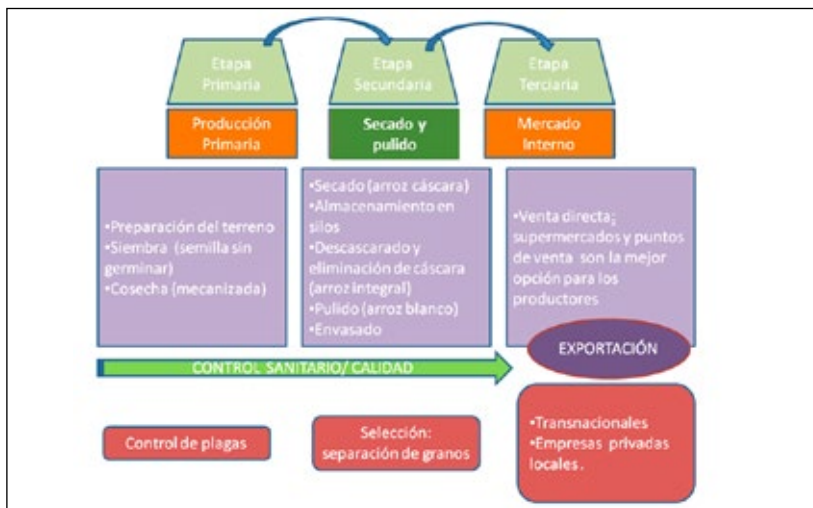 Etapa
Primaria
Etapa
Secundaria
Etapa
Terciaria
Producción
Primaria
Secado y
pulido
Mercado
Interno
•Preparación del terreno
•Siembra (semilla sin
germinar)
•Cosecha (mecanizada)
•Secado (arroz cáscara)
•Almacenamiento en
silos
•Descascarado y
eliminación de cáscara
(arroz integral)
•Pulido (arroz blanco)
•Envasado
•Venta directa;
supermercados y puntos
de venta son la mejor
opción para los
productores
EXPORTACIÓN
CONTROL SANITARIO/ CALIDAD
Control de plagas
Selección:
separación de granos
•Transnacionales
•Empresas privadas
locales.